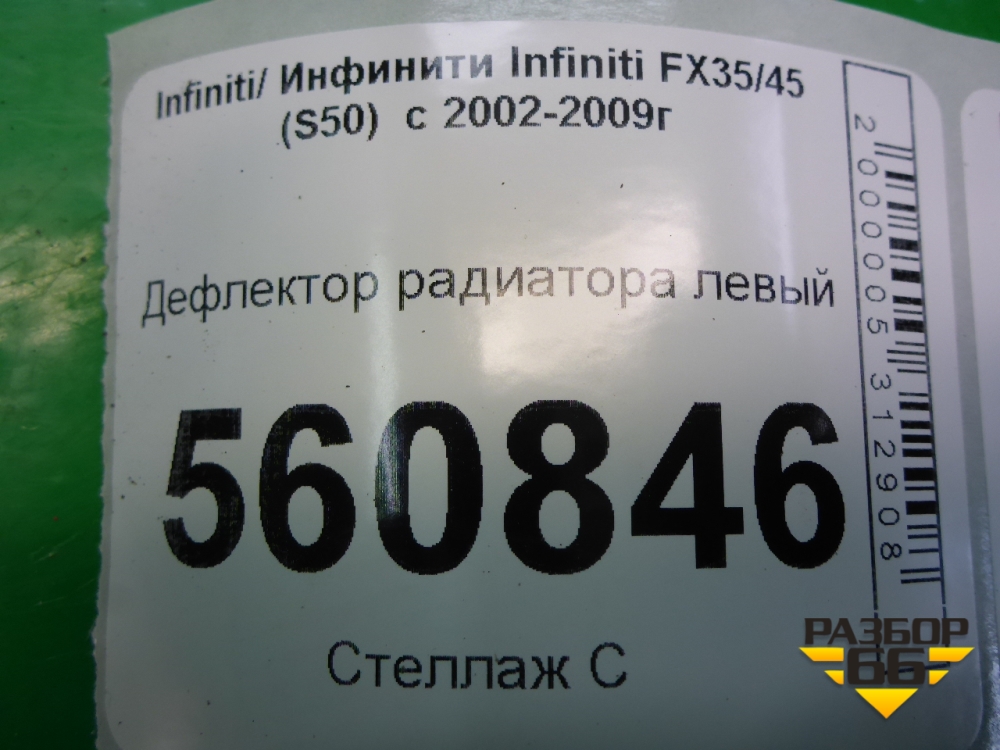 Infiniti/ Инфинити Infiniti FX35/45
(S50) с 2002-2009г
Дефлектор радиатора левый
560846
Стеллаж С
2000005312908
РАЗБОР
66